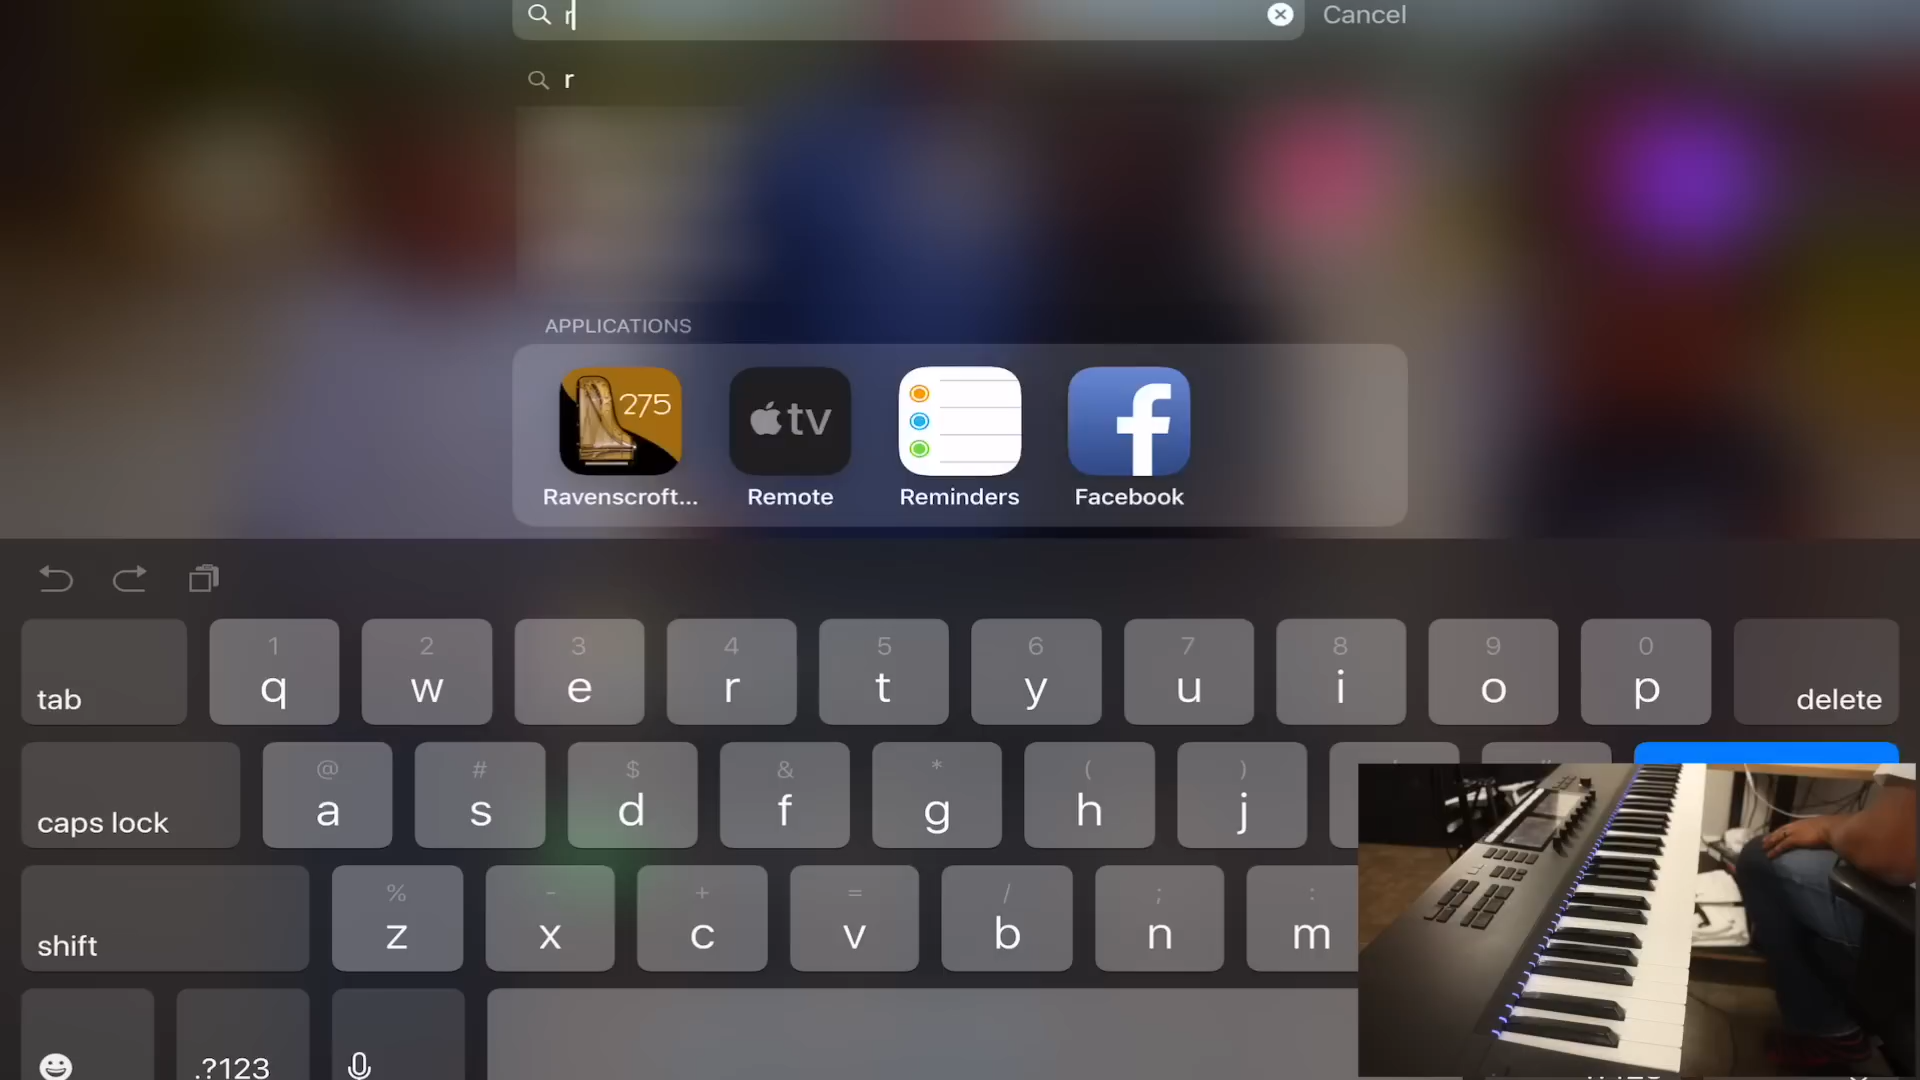 r
Cancel
r
APPLICATIONS
275
tv
f
Ravenscroft...
Remote
Reminders
Facebook
1 2 3 4 5 6 7 8 9 0
tab q w e r t y u i o p delete
@ # $ & * ( )
caps lock a s d f g h j
% - + = / ; :
shift z x c v b n m
.?123